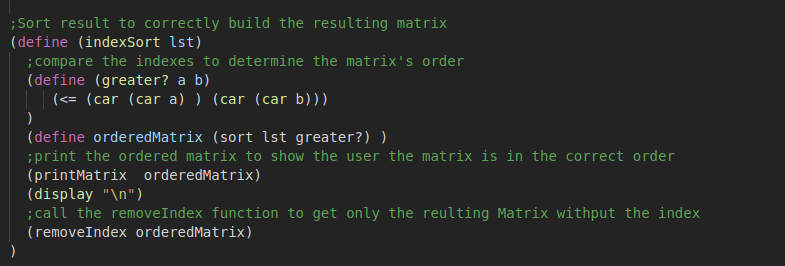 ;Sort result to correctly build the resulting matrix
(define (indexSort lst)
  ;compare the indexes to determine the matrix's order
  (define (greater? a b)
     (<= (car (car a) ) (car (car b)))
  )
  (define orderedMatrix (sort lst greater?) )
  ;print the ordered matrix to show the user the matrix is in the correct order
  (printMatrix  orderedMatrix)
  (display "\n")
  ;call the removeIndex function to get only the reulting Matrix withput the index
  (removeIndex orderedMatrix)
)